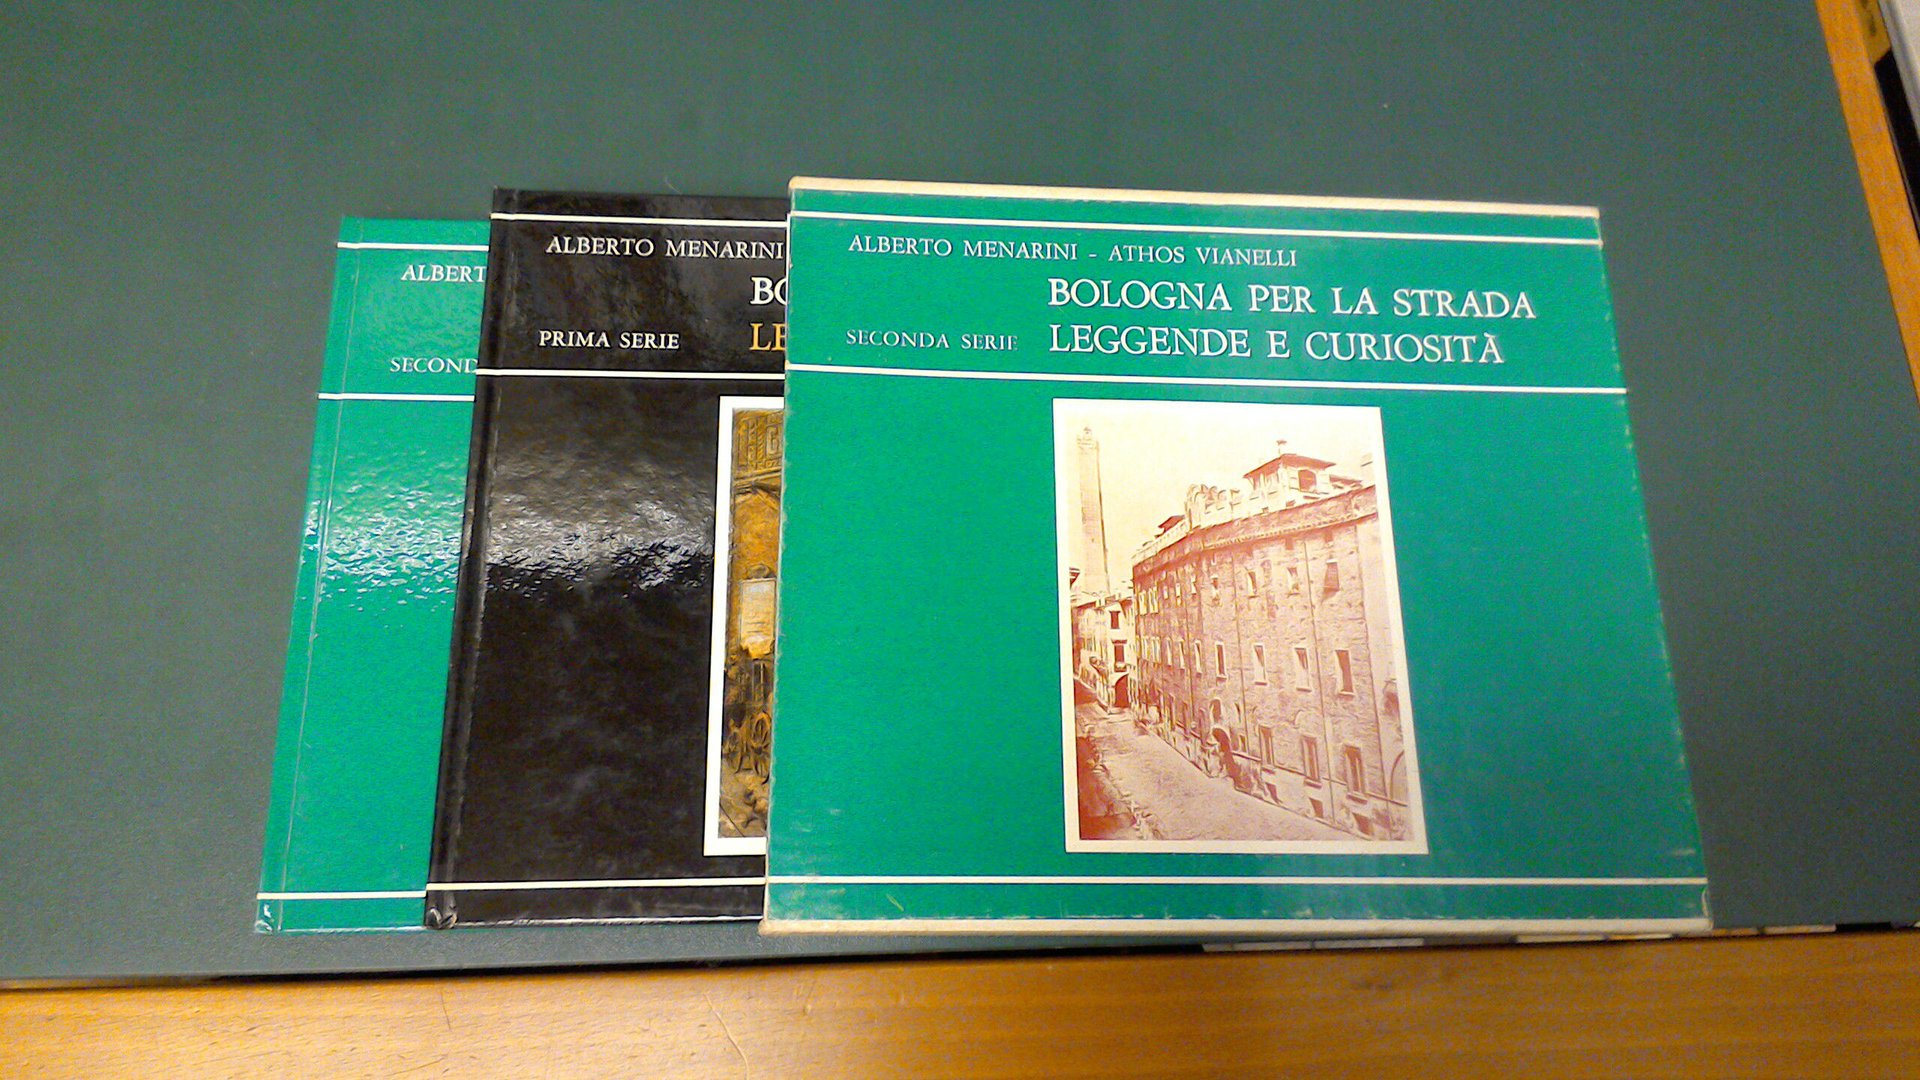 ALBERT
SECOND
ALBERTO MENARINI
BO
PRIMA SERIE LE
ALBERTO MENARINI - ATHOS VIANELLI
BOLOGNA PER LA STRADA
SECONDA SERIE LEGGENDE E CURIOSITÀ